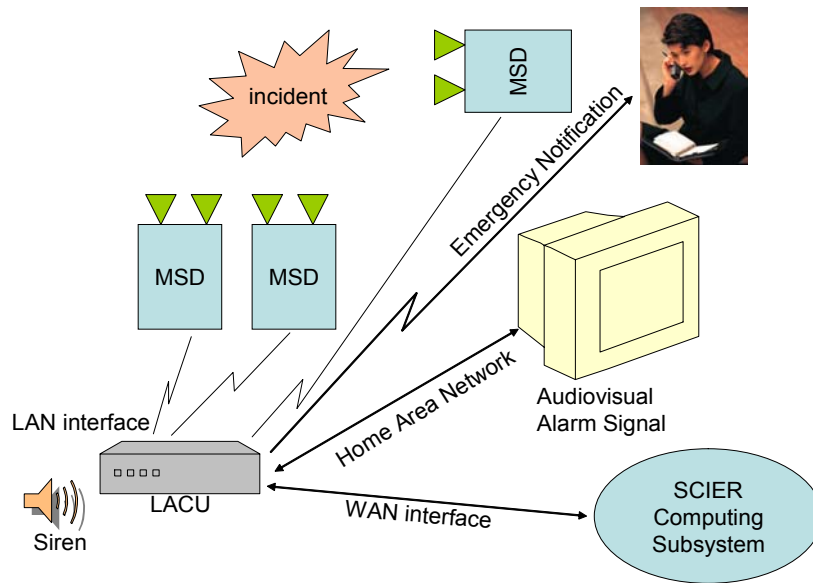 incident
MSD
Emergency Notification
MSD
MSD
Audiovisual
Alarm Signal
Home Area Network
LAN interface
LACU
Siren
WAN interface
SCIER
Computing
Subsystem